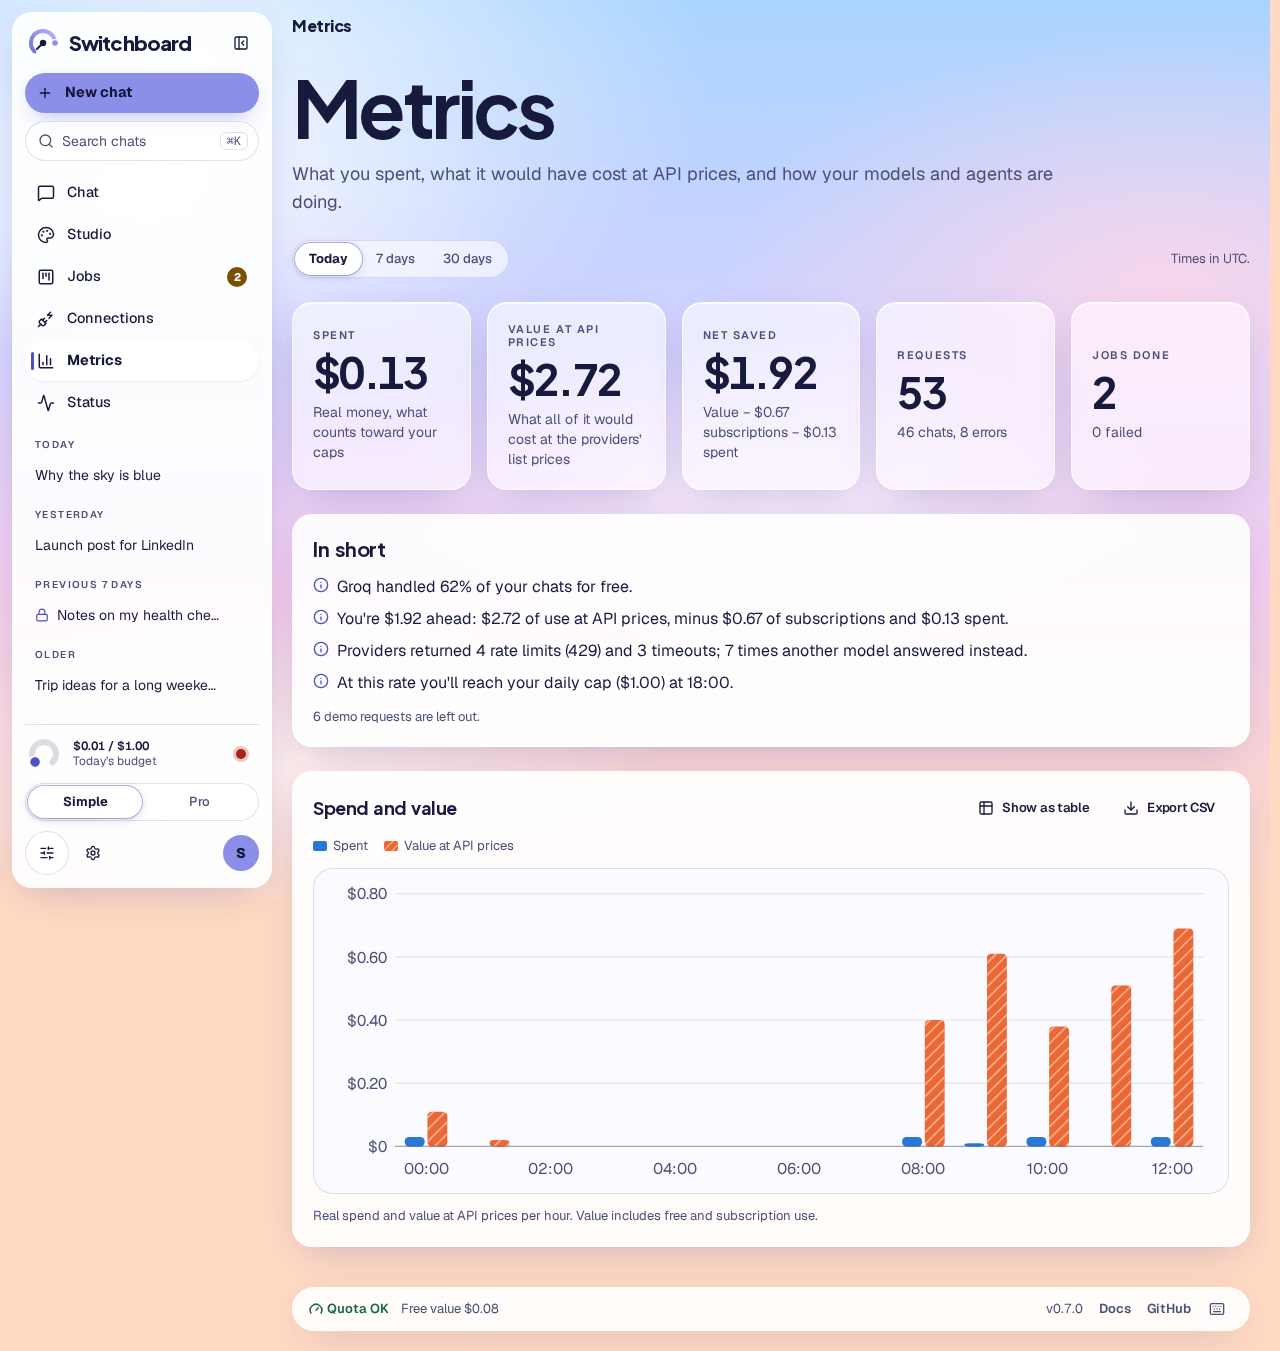 Switchboard
New chat
Search chats ⌘K
Chat
Studio
Jobs 2
Connections
Metrics
Status
TODAY
Why the sky is blue
YESTERDAY
Launch post for LinkedIn
PREVIOUS 7 DAYS
Notes on my health che…
OLDER
Trip ideas for a long weeke…
$0.01 / $1.00
Today's budget
Simple Pro
S
Metrics
Metrics
What you spent, what it would have cost at API prices, and how your models and agents are
doing.
Today 7 days 30 days
Times in UTC.
SPENT
$0.13
Real money, what
counts toward your
caps
VALUE AT API
PRICES
$2.72
What all of it would
cost at the providers'
list prices
NET SAVED
$1.92
Value − $0.67
subscriptions − $0.13
spent
REQUESTS
53
46 chats, 8 errors
JOBS DONE
2
0 failed
In short
Groq handled 62% of your chats for free.
You're $1.92 ahead: $2.72 of use at API prices, minus $0.67 of subscriptions and $0.13 spent.
Providers returned 4 rate limits (429) and 3 timeouts; 7 times another model answered instead.
At this rate you'll reach your daily cap ($1.00) at 18:00.
6 demo requests are left out.
Spend and value
Show as table Export CSV
Spent Value at API prices
$0.80
$0.60
$0.40
$0.20
$0
00:00 02:00 04:00 06:00 08:00 10:00 12:00
Real spend and value at API prices per hour. Value includes free and subscription use.
Quota OK Free value $0.08
v0.7.0 Docs GitHub